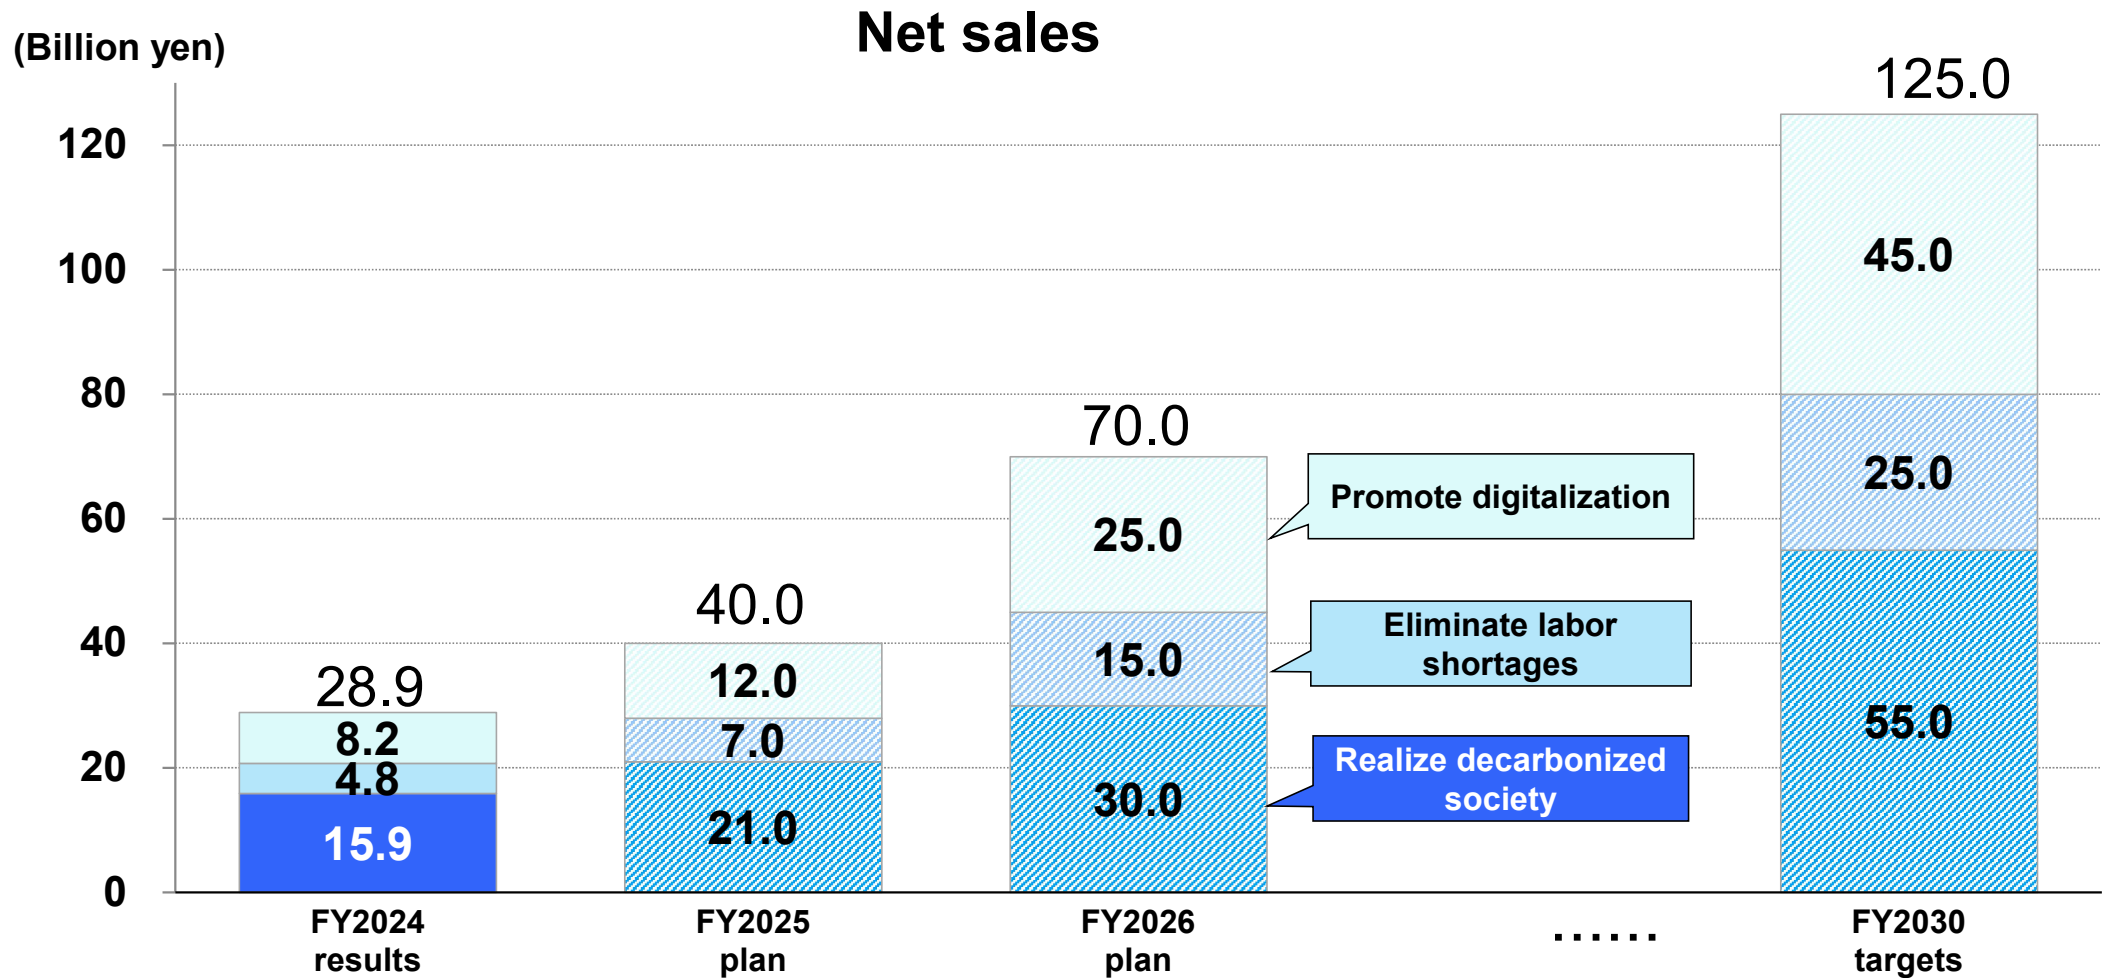 Net sales
(Billion yen)
120
100
80
60
40
20
0
28.9
8.2
4.8
15.9
40.0
12.0
7.0
21.0
70.0
25.0
15.0
30.0
Promote digitalization
Eliminate labor
shortages
Realize decarbonized
society
125.0
45.0
25.0
55.0
FY2024
results
FY2025
plan
FY2026
plan
......
FY2030
targets